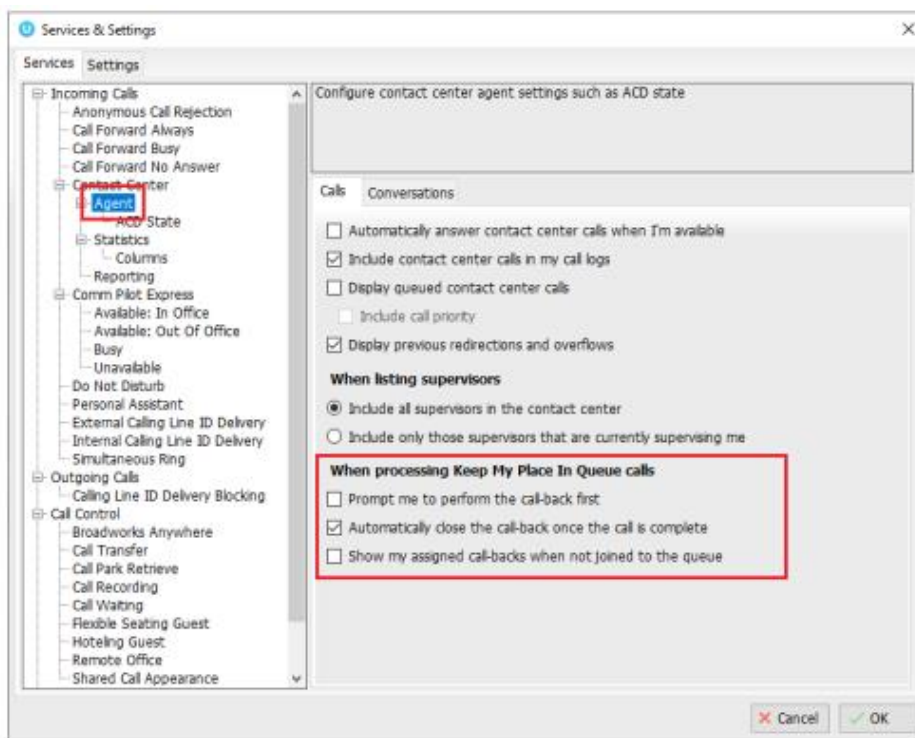 Services & Settings
Services
Settings
Incoming Calls
Anonymous Call Rejection
Call Forward Always
Call Forward Busy
Call Forward No Answer
Contact Center
Agent
ACD State
Statistics
Columns
Reporting
Comm Pilot Express
Available: In Office
Available: Out Of Office
Busy
Unavailable
Do Not Disturb
Personal Assistant
External Calling Line ID Delivery
Internal Calling Line ID Delivery
Simultaneous Ring
Outgoing Calls
Calling Line ID Delivery Blocking
Call Control
Broadworks Anywhere
Call Transfer
Call Park Retrieve
Call Recording
Call Waiting
Flexible Seating Guest
Hoteling Guest
Remote Office
Shared Call Appearance
Configure contact center agent settings such as ACD state
Calls
Conversations
Automatically answer contact center calls when I'm available
Include contact center calls in my call logs
Display queued contact center calls
Include call priority
Display previous redirections and overflows
When listing supervisors
Include all supervisors in the contact center
Include only those supervisors that are currently supervising me
When processing Keep My Place In Queue calls
Prompt me to perform the call-back first
Automatically close the call-back once the call is complete
Show my assigned call-backs when not joined to the queue
Cancel
OK